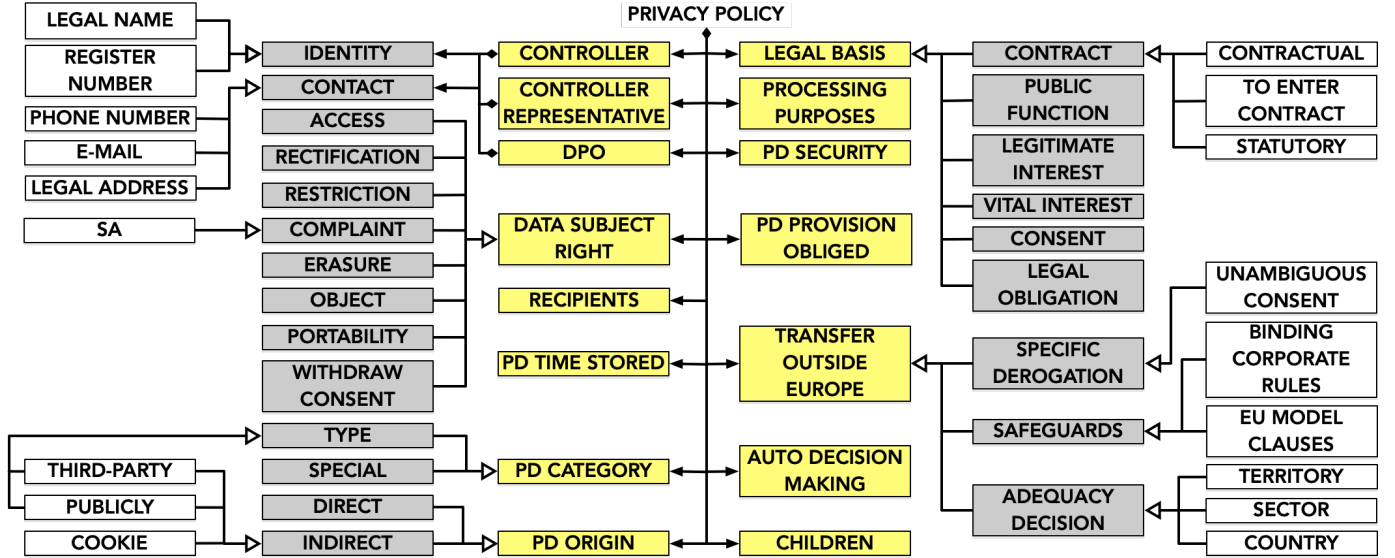 PRIVACY POLICY
LEGAL NAME
REGISTER
NUMBER
PHONE NUMBER
E-MAIL
LEGAL ADDRESS
SA
THIRD-PARTY
PUBLICLY
COOKIE
IDENTITY
CONTACT
ACCESS
RECTIFICATION
RESTRICTION
COMPLAINT
ERASURE
OBJECT
PORTABILITY
WITHDRAW
CONSENT
TYPE
SPECIAL
DIRECT
INDIRECT
CONTROLLER
CONTROLLER
REPRESENTATIVE
DPO
DATA SUBJECT
RIGHT
RECIPIENTS
PD TIME STORED
PD CATEGORY
PD ORIGIN
LEGAL BASIS
PROCESSING
PURPOSES
PD SECURITY
PD PROVISION
OBLIGED
TRANSFER
OUTSIDE
EUROPE
AUTO DECISION
MAKING
CHILDREN
CONTRACT
PUBLIC
FUNCTION
LEGITIMATE
INTEREST
VITAL INTEREST
CONSENT
LEGAL
OBLIGATION
SPECIFIC
DEROGATION
SAFEGUARDS
ADEQUACY
DECISION
CONTRACTUAL
TO ENTER
CONTRACT
STATUTORY
UNAMBIGUOUS
CONSENT
BINDING
CORPORATE
RULES
EU MODEL
CLAUSES
TERRITORY
SECTOR
COUNTRY